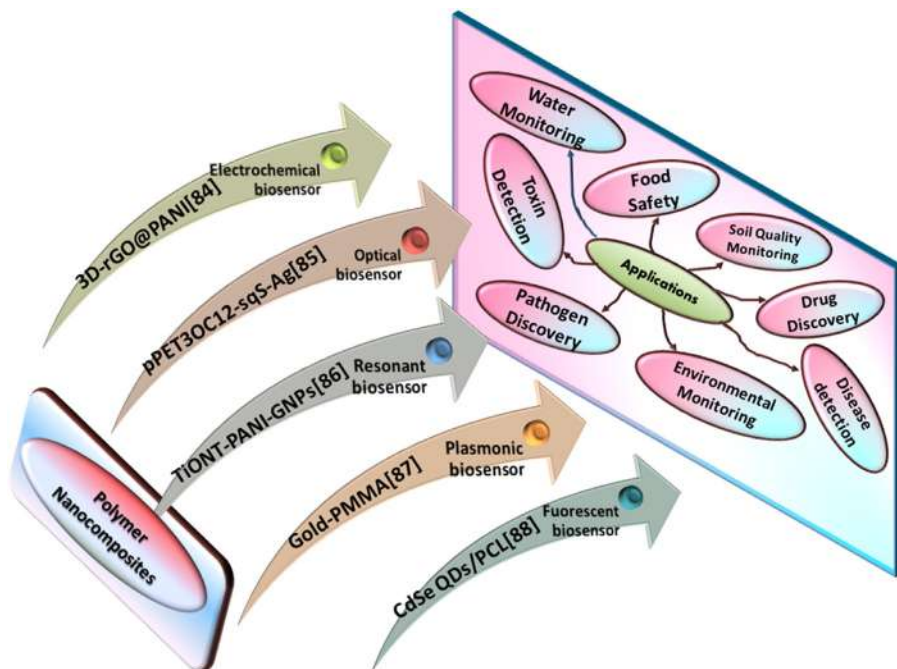 Polymer
Nanocomposites
3D-rGO@PANI[84]
Electrochemical
biosensor
pPET3OC12-sqS-Ag[85]
Optical
biosensor
TiONT-PANI-GNPs[86]
Resonant
biosensor
Gold-PMMA[87]
Plasmonic
biosensor
CdSe QDs/PCL[88]
Fuorescent
biosensor
Applications
Water
Monitoring
Toxin
Detection
Food
Safety
Soil Quality
Monitoring
Pathogen
Discovery
Drug
Discovery
Environmental
Monitoring
Disease
detection